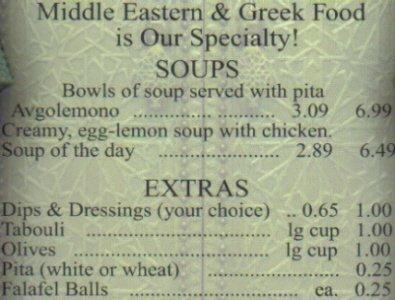 Middle Eastern & Greek Food
is Our Specialty!
SOUPS
Bowls of soup served with pita
Avgolemono .............. ........... 3.09 6.99
Creamy, egg-lemon soup with chicken.
Soup of the day ........................ 2.89 6.49
EXTRAS
Dips & Dressings (your choice) .. 0.65 1.00
Tabouli ................................. lg cup 1.00
Olives ................................. lg cup 1.00
Pita (white or wheat) ............... 0.25
Falafel Balls ........................... ea. 0.25